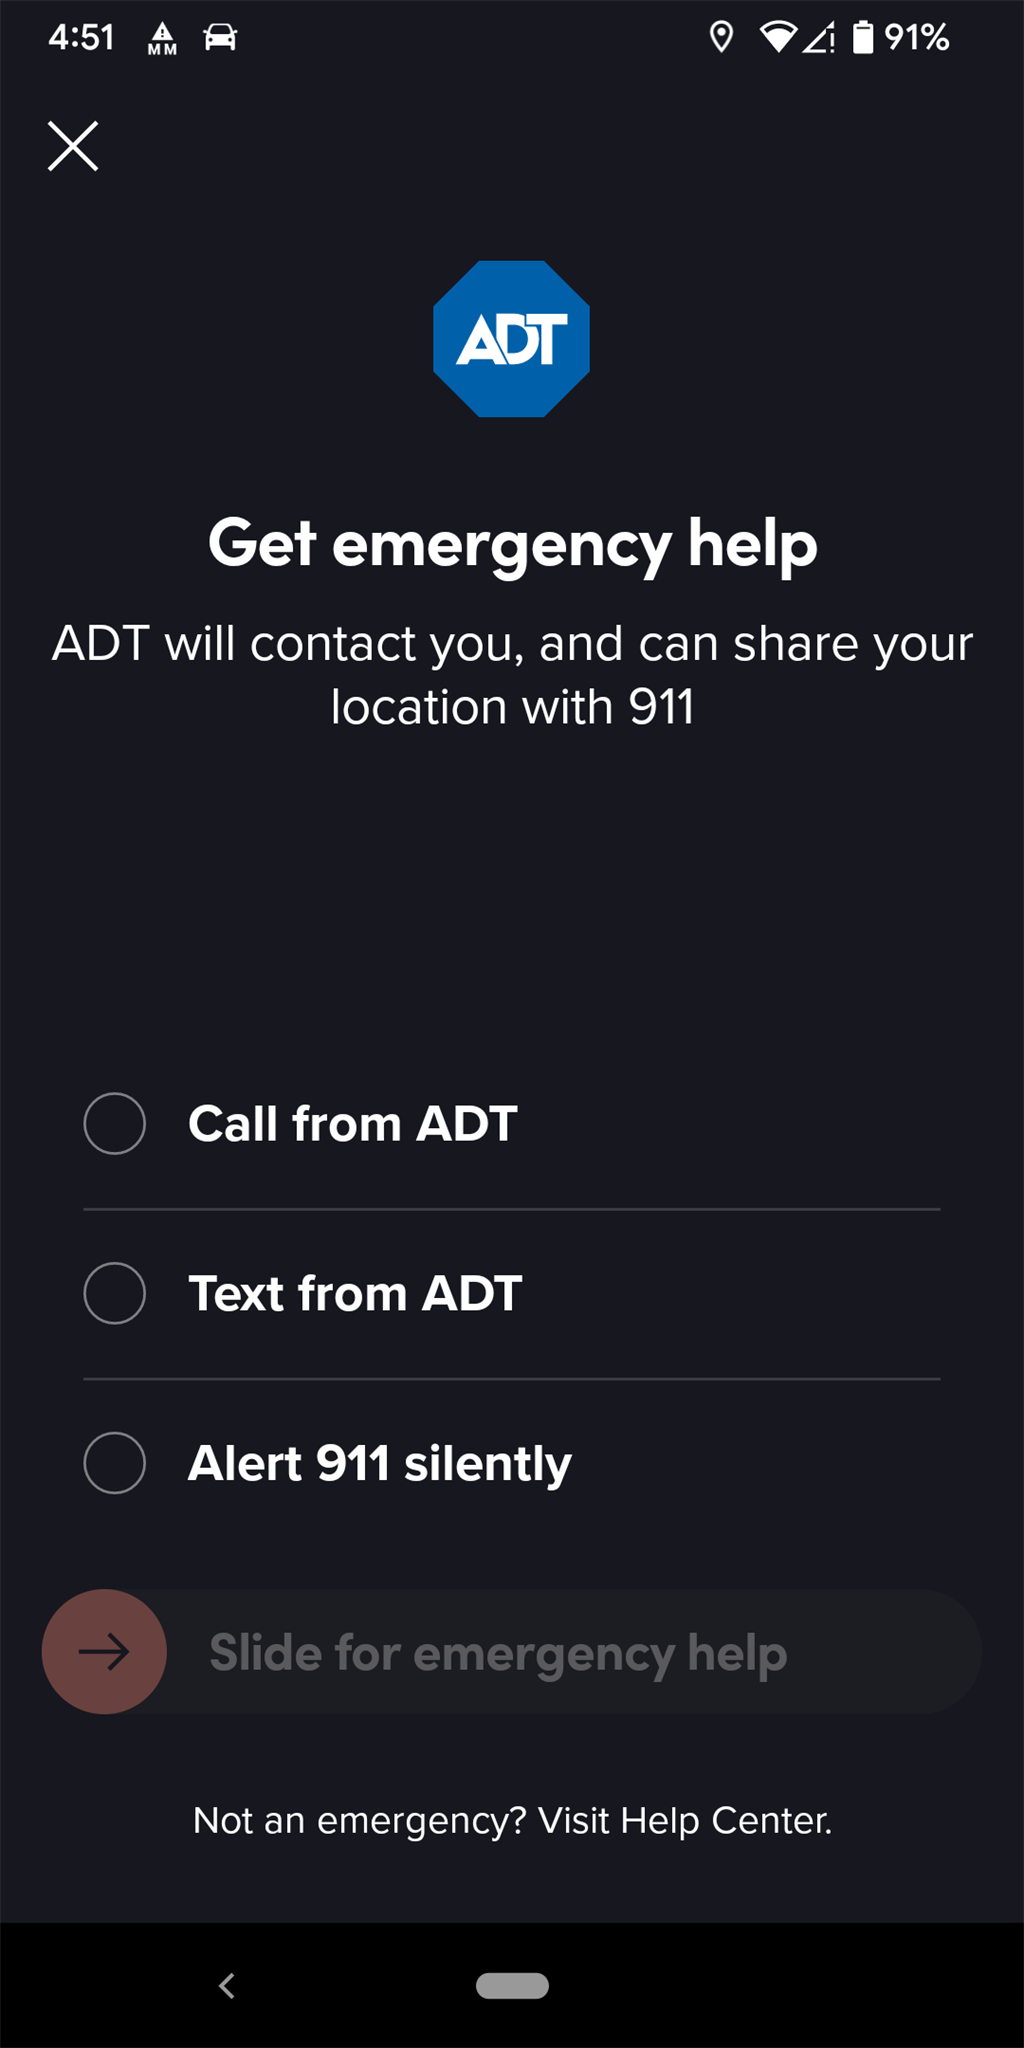 4:51
MM
91%
ADT
Get emergency help
ADT will contact you, and can share your
location with 911
Call from ADT
Text from ADT
Alert 911 silently
Slide for emergency help
Not an emergency? Visit Help Center.